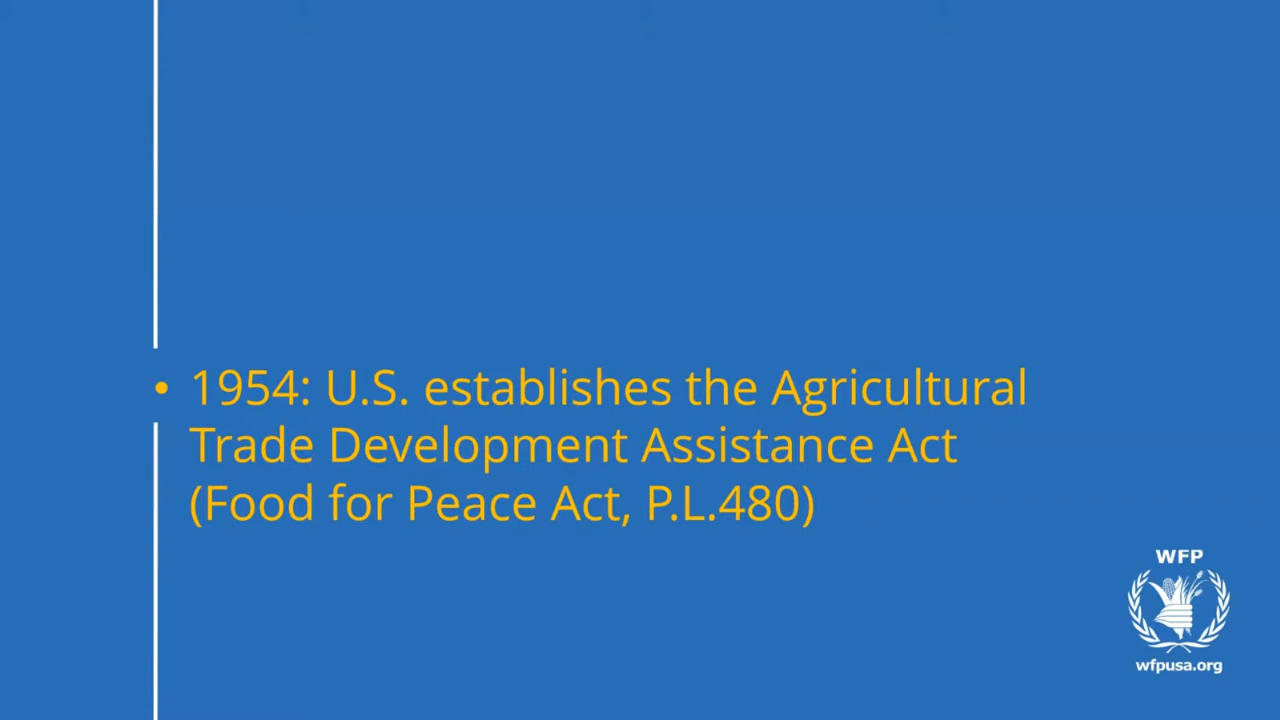 • 1954: U.S. establishes the Agricultural
Trade Development Assistance Act
(Food for Peace Act, P.L.480)
WFP
wfpusa.org